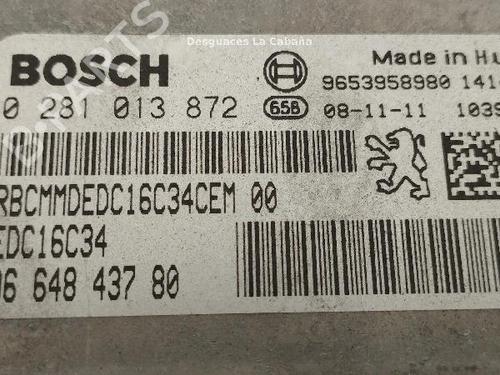 Desguaces La Cabaña
BOSCH
Made in Hu
0 281 013 872
658
9653958980 141
08-11-11 1039
RBCMMDEDC16C34CEM 00
EDC16C34
96 648 437 80
B-PARTS